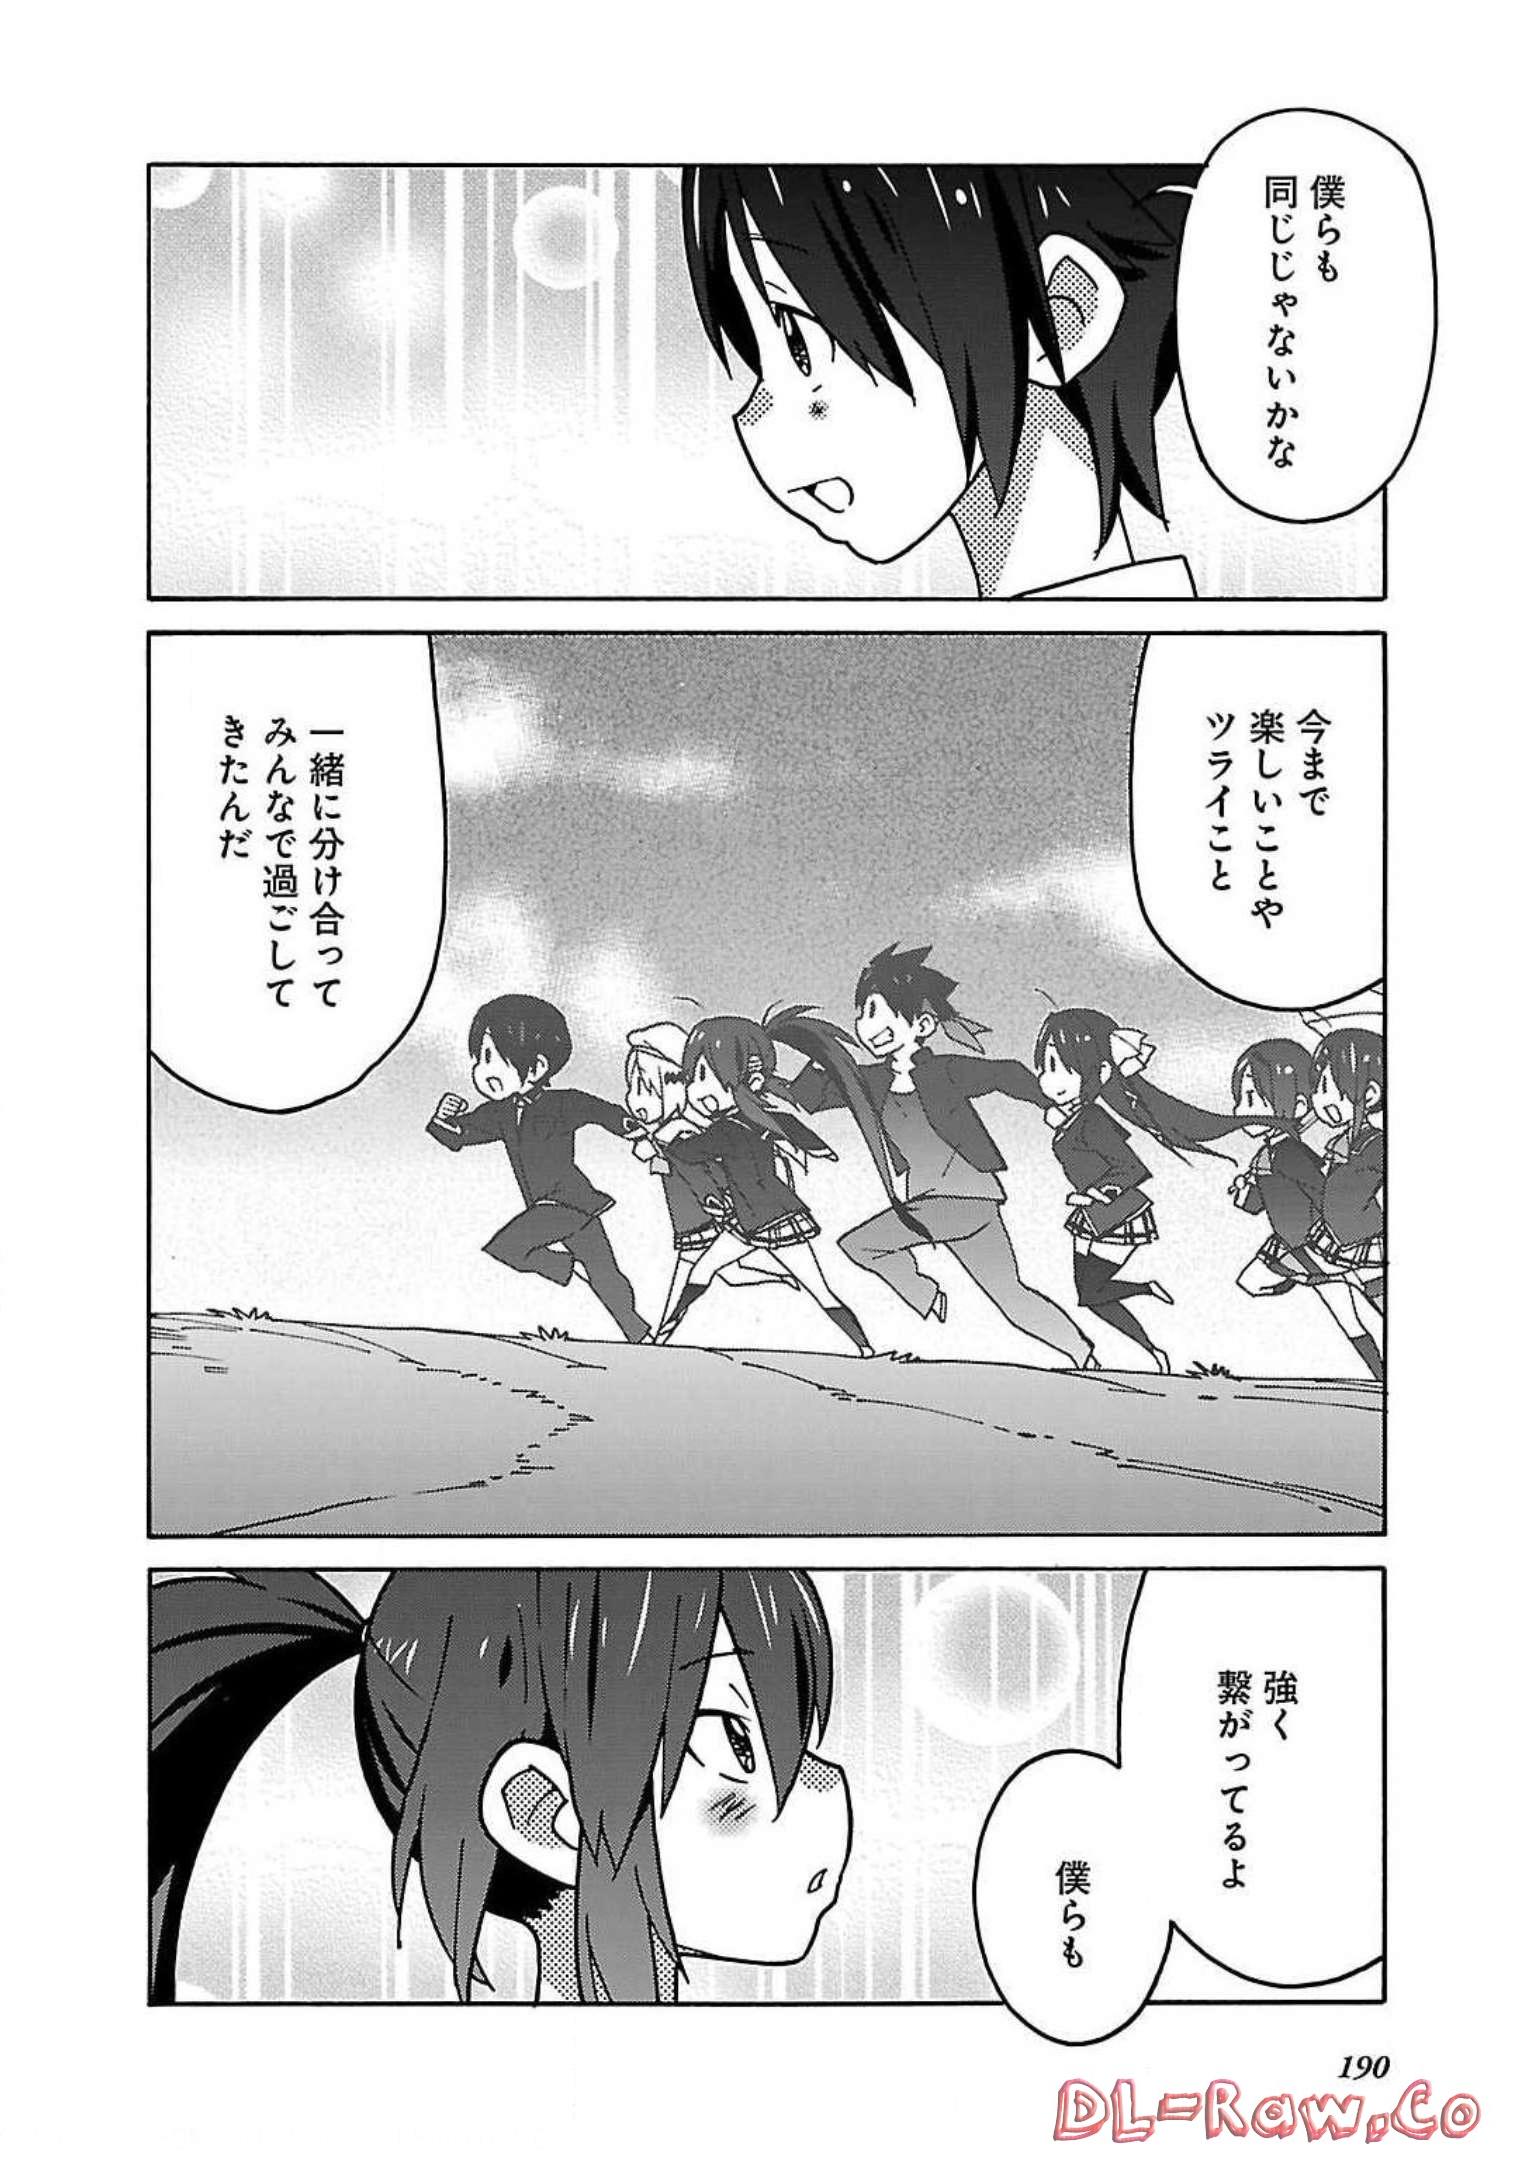 僕らも
同じじゃないかな
今まで
楽しいことや
ツライこと
一緒に分け合って
みんなで過ごして
きたんだ
強く
繋がってるよ
僕らも
190
DL-Raw.Co